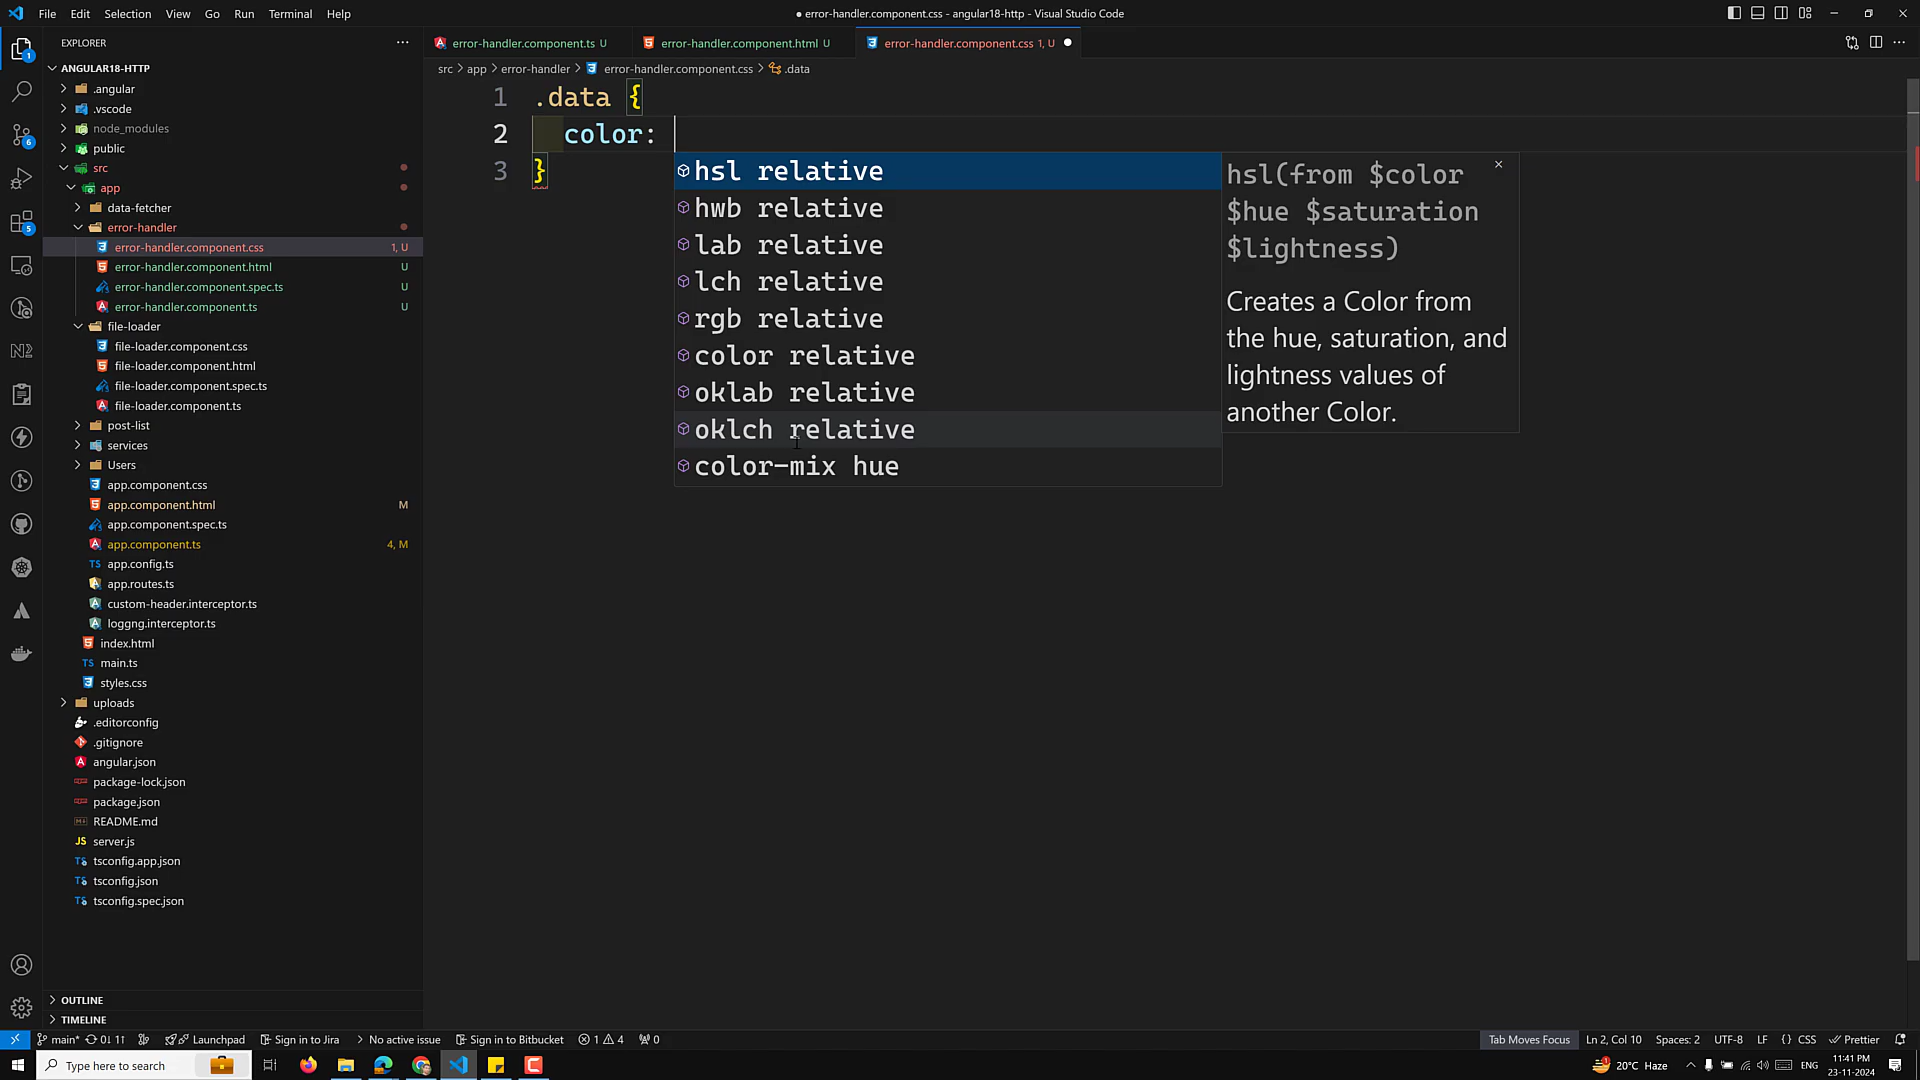 File Edit Selection View Go Run Terminal Help
● error-handler.component.css - angular18-http - Visual Studio Code
EXPLORER
error-handler.component.ts U
error-handler.component.html U
error-handler.component.css 1, U
ANGULAR18-HTTP
src > app > error-handler > error-handler.component.css > .data
.angular
.vscode
node_modules
public
src
app
data-fetcher
error-handler
error-handler.component.css 1, U
error-handler.component.html U
error-handler.component.spec.ts U
error-handler.component.ts U
file-loader
file-loader.component.css
file-loader.component.html
file-loader.component.spec.ts
file-loader.component.ts
post-list
services
Users
app.component.css
app.component.html M
app.component.spec.ts
app.component.ts 4, M
TS app.config.ts
app.routes.ts
custom-header.interceptor.ts
loggng.interceptor.ts
index.html
TS main.ts
styles.css
uploads
.editorconfig
.gitignore
angular.json
package-lock.json
package.json
README.md
JS server.js
tsconfig.app.json
tsconfig.json
tsconfig.spec.json
OUTLINE
TIMELINE
1 .data {
2 color:
3 }
hsl relative
hwb relative
lab relative
lch relative
rgb relative
color relative
oklab relative
oklch relative
color-mix hue
hsl(from $color
$hue $saturation
$lightness)
Creates a Color from
the hue, saturation, and
lightness values of
another Color.
1
6
5
main* 0↓ 1↑ Launchpad Sign in to Jira No active issue Sign in to Bitbucket 1 4 0
Tab Moves Focus Ln 2, Col 10 Spaces: 2 UTF-8 LF {} CSS Prettier
Type here to search
20°C Haze ENG
11:41 PM
23-11-2024